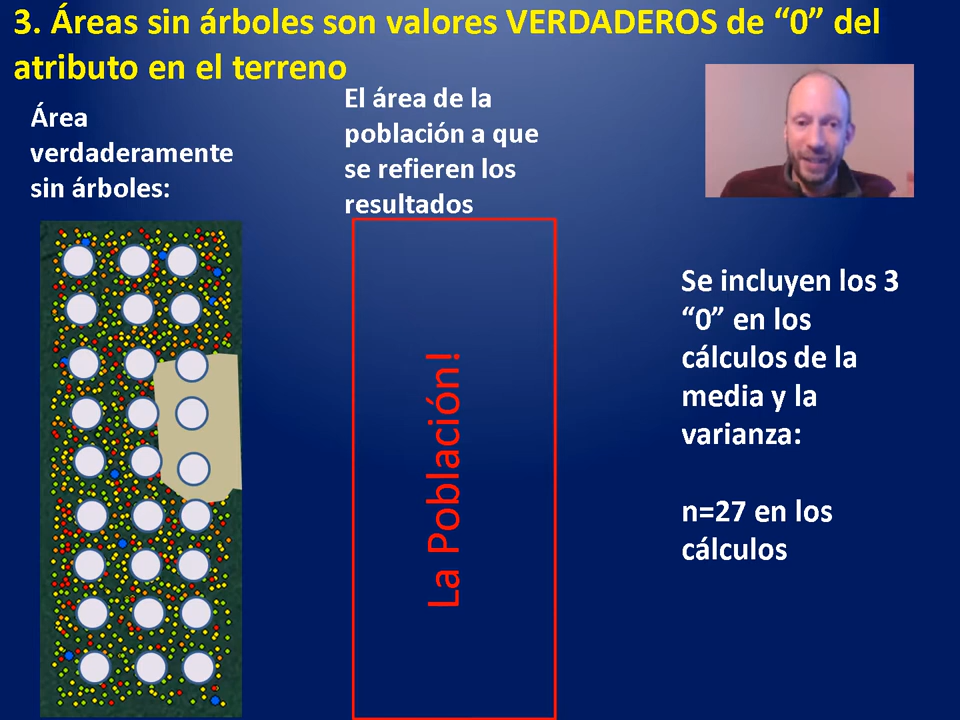 3. Áreas sin árboles son valores VERDADEROS de “0” del
atributo en el terreno
Área
verdaderamente
sin árboles:
El área de la
población a que
se refieren los
resultados
La Población!
Se incluyen los 3
“0” en los
cálculos de la
media y la
varianza:
n=27 en los
cálculos